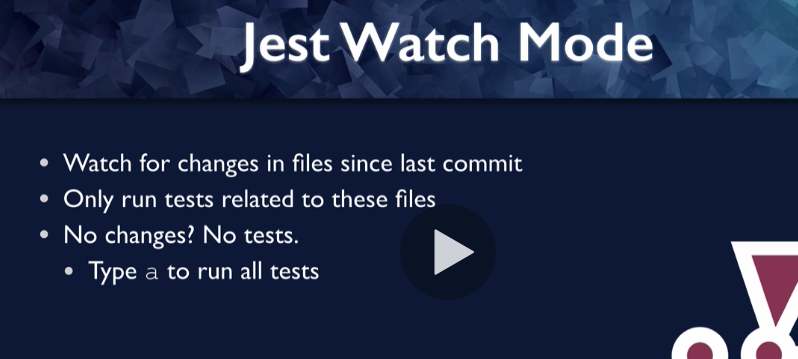 Jest Watch Mode
• Watch for changes in files since last commit
• Only run tests related to these files
• No changes? No tests.
• Type a to run all tests